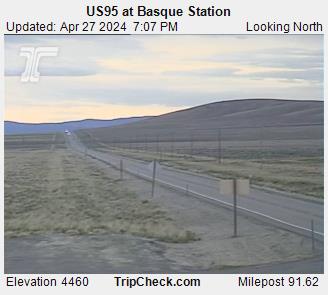 US95 at Basque Station
Updated: Apr 27 2024 7:07 PM Looking North
Elevation 4460 TripCheck.com Milepost 91.62